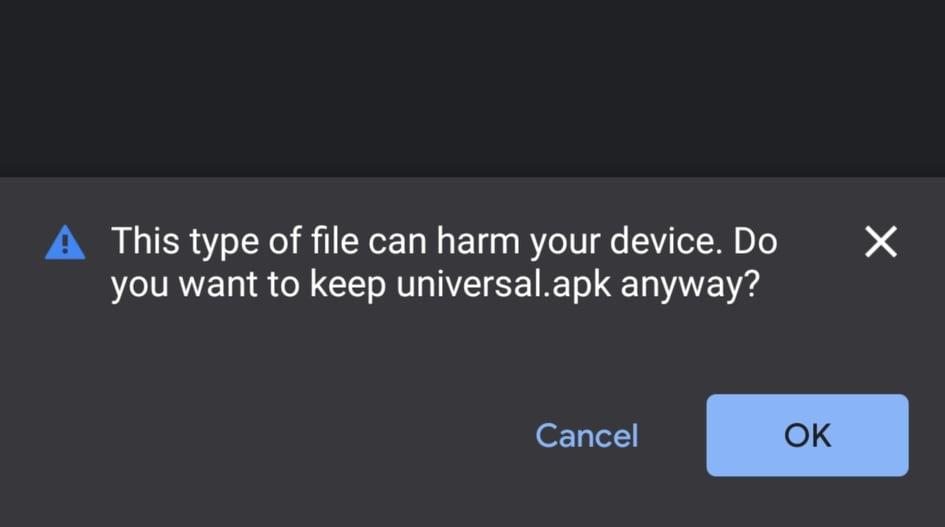 This type of file can harm your device. Do
you want to keep universal.apk anyway?
Cancel
OK